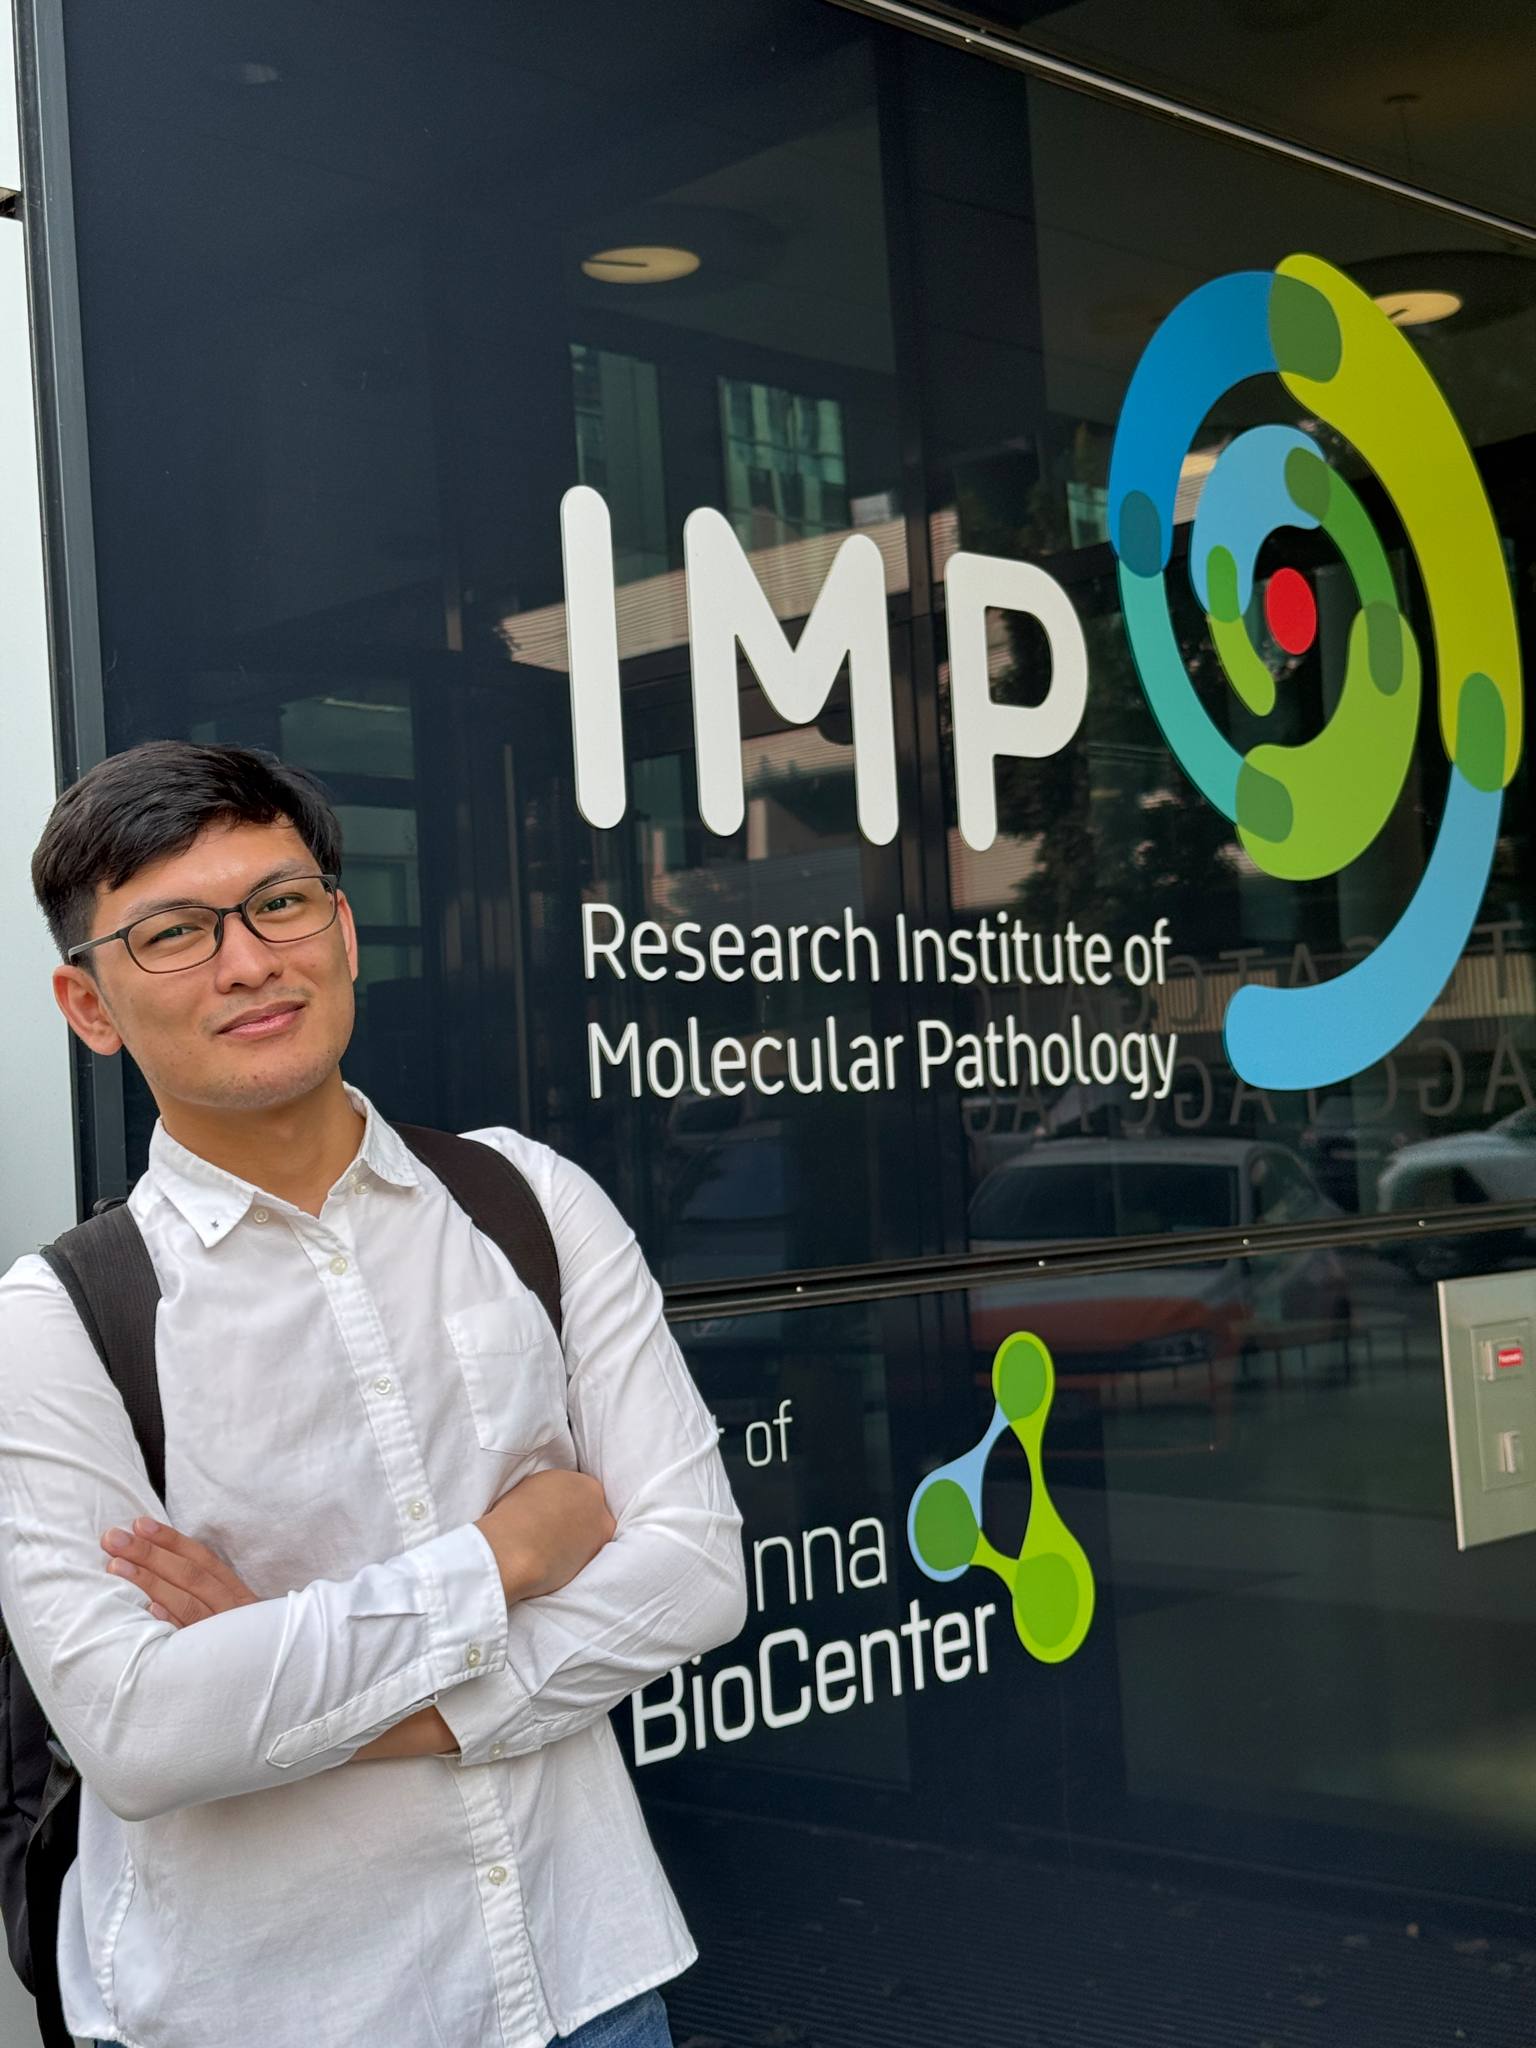 IMP
Research Institute of
Molecular Pathology
of
nna
BioCenter